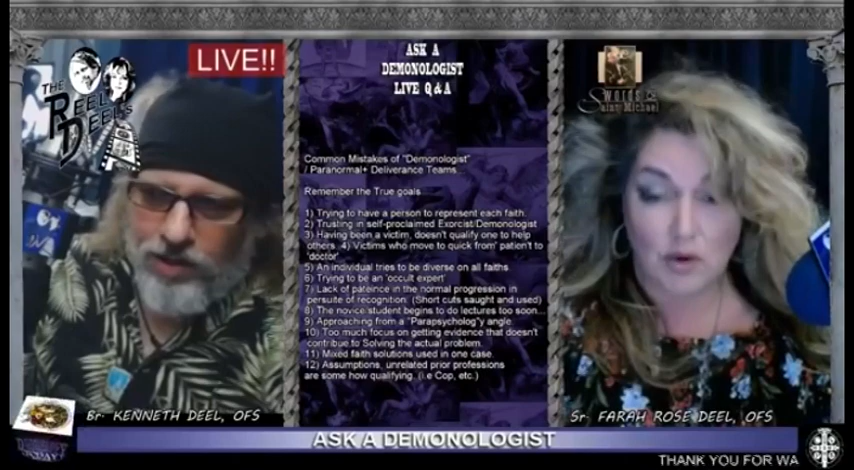 THE
REEL
DEEL'S
LIVE!!
ASK A
DEMONOLOGIST
LIVE Q&A
Swords of
Saint Michael
Common Mistakes of "Demonologist"
/ Paranormal+ Deliverance Teams...
Remember the True goals
1) Trying to have a person to represent each faith.
2) Trusting in self-proclaimed Exorcist/Demonologist
3) Having been a victim, doesn't qualify one to help
others. 4) Victims who move to quick from' patien't to
'doctor'
5) An individual tries to be diverse on all faiths
6) Trying to be an 'occult expert'
7) Lack of pateince in the normal progression in
persuite of recognition. (Short cuts saught and used)
8) The novice/student begins to do lectures too soon...
9) Approaching from a "Parapsycholog"y angle.
10) Too much focus on getting evidence that doesn't
contribute to Solving the actual problem.
11) Mixed faith solutions used in one case.
12) Assumptions, unrelated prior professions
are some how qualifying. (i.e Cop, etc.)
Br. KENNETH DEEL, OFS
Sr. FARAH ROSE DEEL, OFS
ASK A DEMONOLOGIST
THANK YOU FOR WA